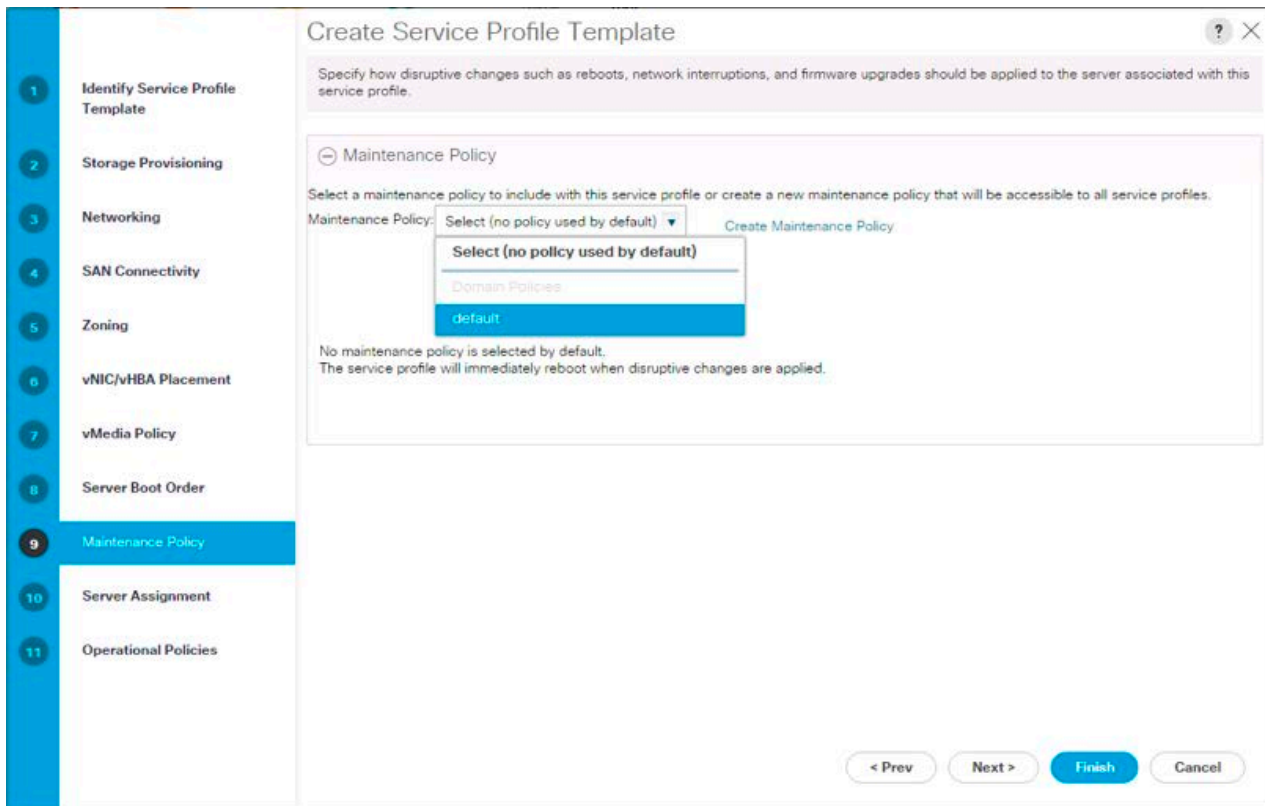 Create Service Profile Template
?
Specify how disruptive changes such as reboots, network interruptions, and firmware upgrades should be applied to the server associated with this
service profile.
1 Identify Service Profile
Template
2 Storage Provisioning
3 Networking
4 SAN Connectivity
5 Zoning
6 vNIC/vHBA Placement
7 vMedia Policy
8 Server Boot Order
9 Maintenance Policy
10 Server Assignment
11 Operational Policies
Maintenance Policy
Select a maintenance policy to include with this service profile or create a new maintenance policy that will be accessible to all service profiles.
Maintenance Policy: Select (no policy used by default) Create Maintenance Policy
Select (no policy used by default)
Domain Policies
default
No maintenance policy is selected by default.
The service profile will immediately reboot when disruptive changes are applied.
< Prev Next > Finish Cancel